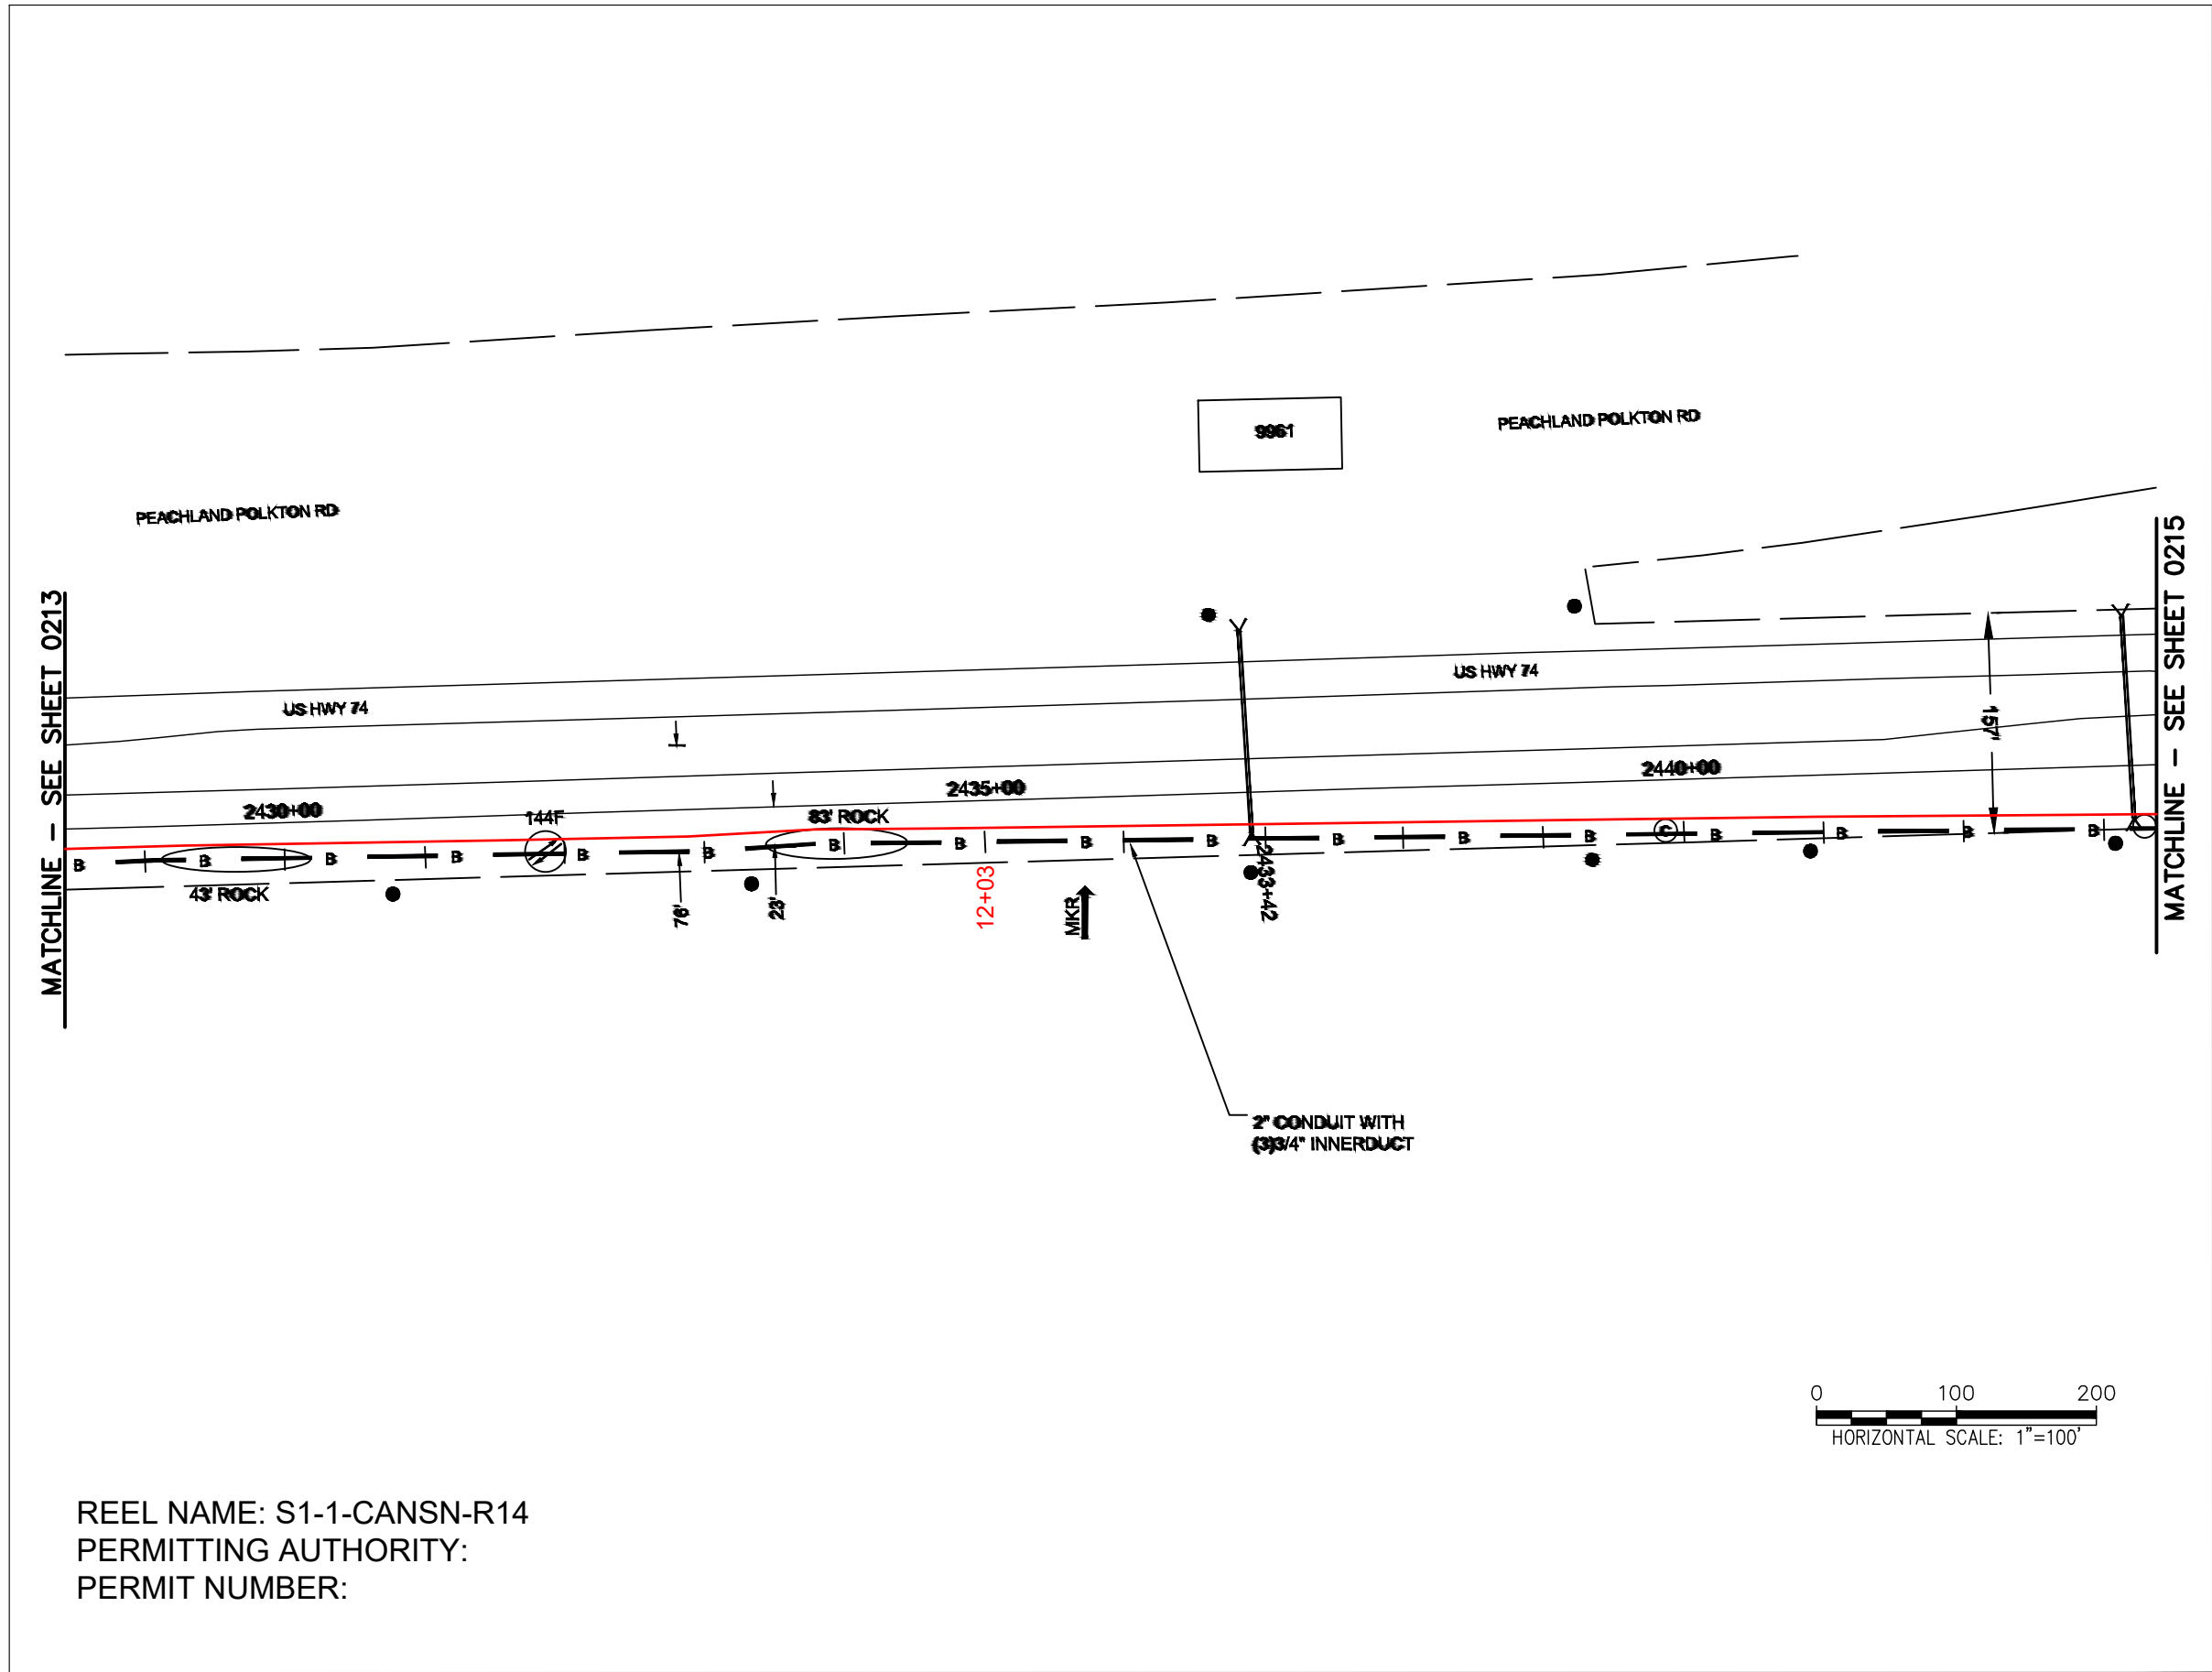 9961
PEACHLAND POLKTON RD
PEACHLAND POLKTON RD
MATCHLINE - SEE SHEET 0213
MATCHLINE - SEE SHEET 0215
US HWY 74
US HWY 74
157'
2430+00
2435+00
2440+00
144F
83' ROCK
B B B B B B B B B B B B C B B B B
43' ROCK
76'
23'
12+03
MKR
2433+42
2" CONDUIT WITH
(3)3/4" INNERDUCT
0 100 200
HORIZONTAL SCALE: 1"=100'
REEL NAME: S1-1-CANSN-R14
PERMITTING AUTHORITY:
PERMIT NUMBER: